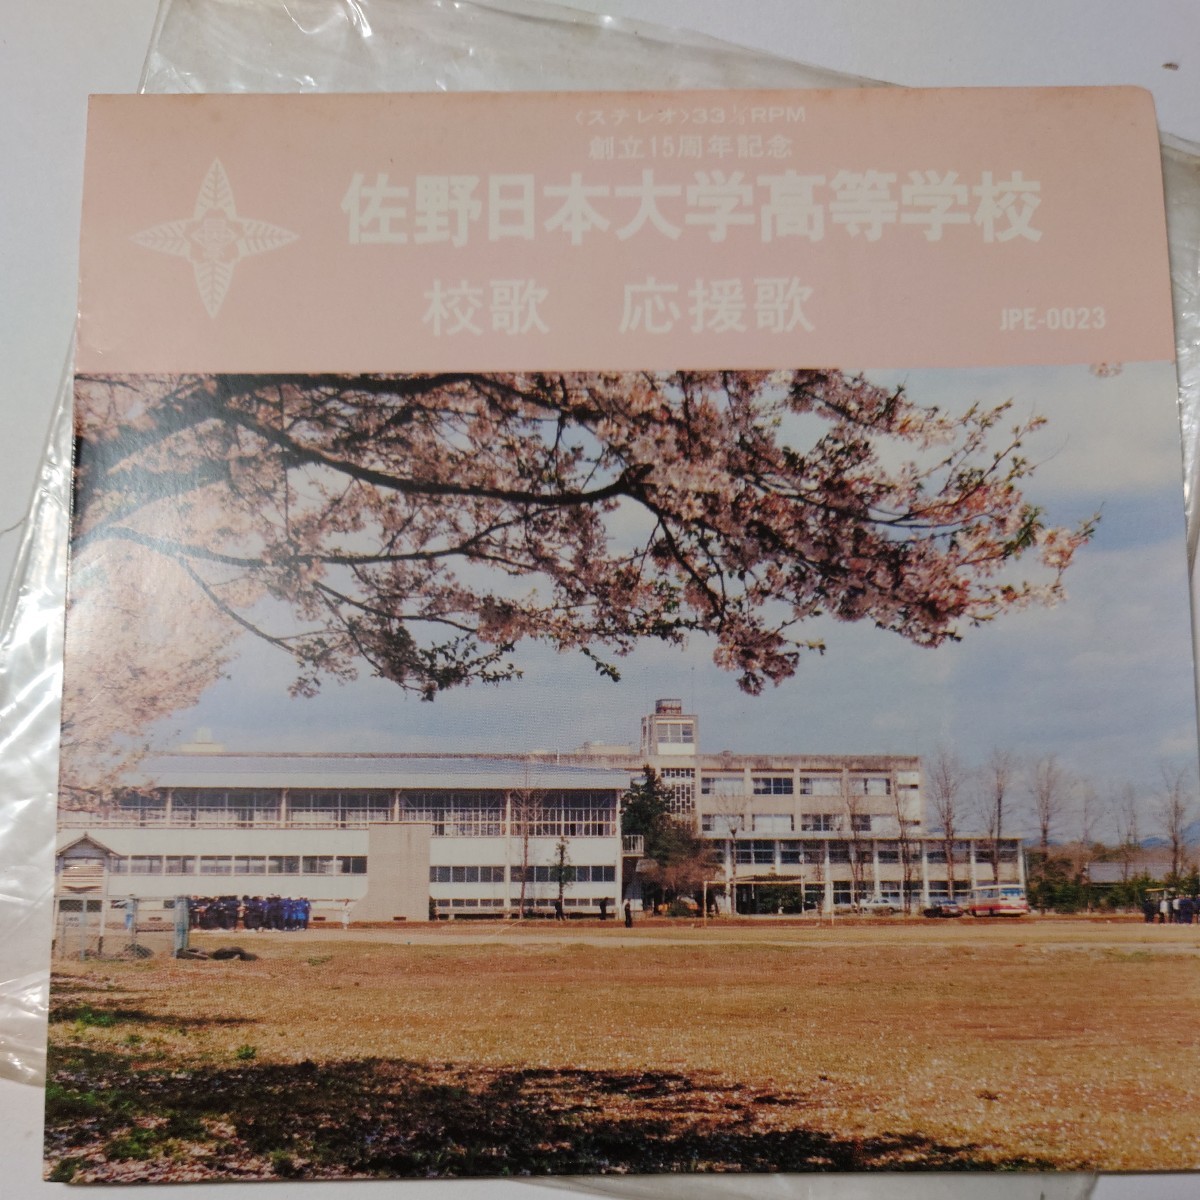 〈ステレオ〉33⅓RPM
創立15周年記念
佐野日本大学高等学校
校歌　応援歌
JPE-0023